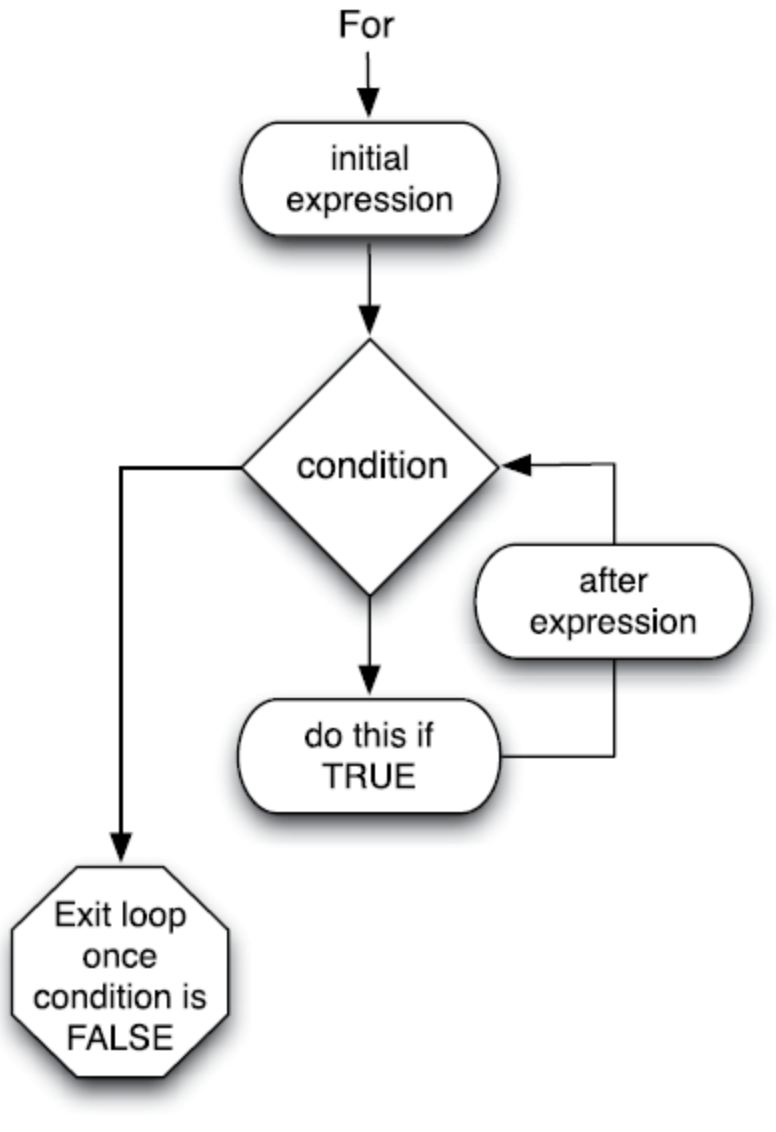 For
initial
expression
condition
after
expression
do this if
TRUE
Exit loop
once
condition is
FALSE